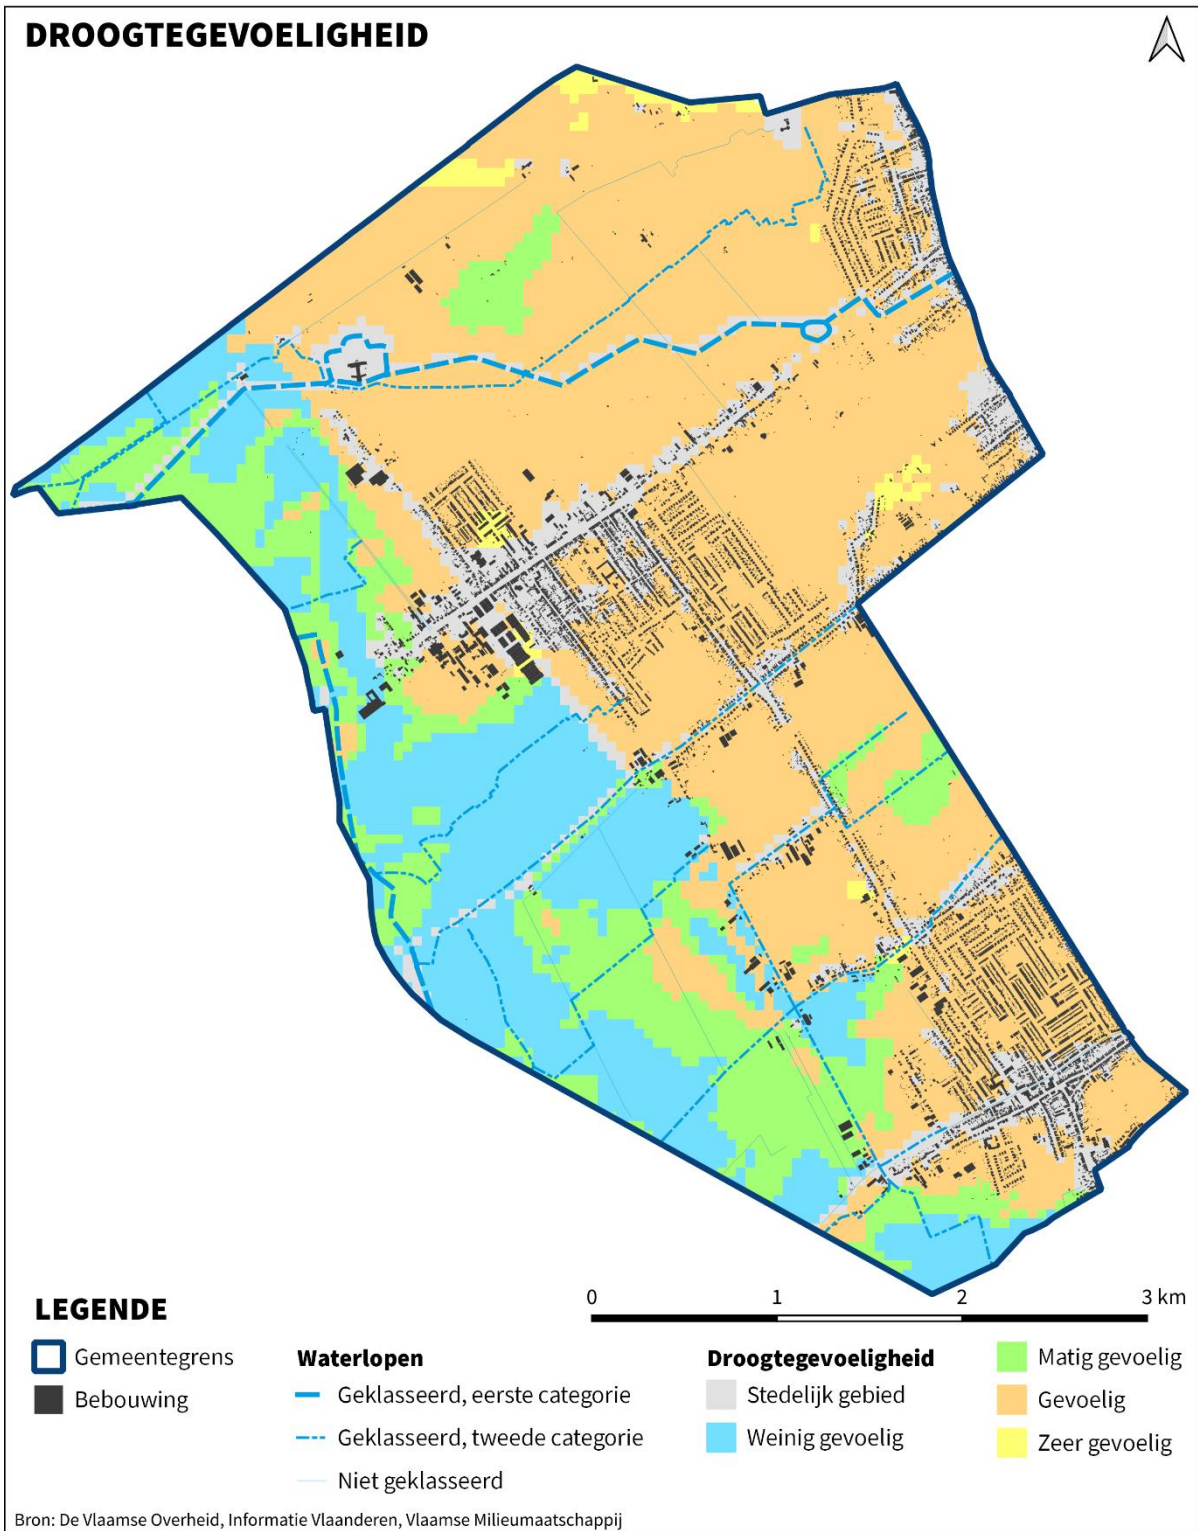 DROOGTEGEVOELIGHEID
0 1 2 3 km
LEGENDE
Gemeentegrens
Bebouwing
Waterlopen
Geklasseerd, eerste categorie
Geklasseerd, tweede categorie
Niet geklasseerd
Droogtegevoeligheid
Stedelijk gebied
Weinig gevoelig
Matig gevoelig
Gevoelig
Zeer gevoelig
Bron: De Vlaamse Overheid, Informatie Vlaanderen, Vlaamse Milieumaatschappij